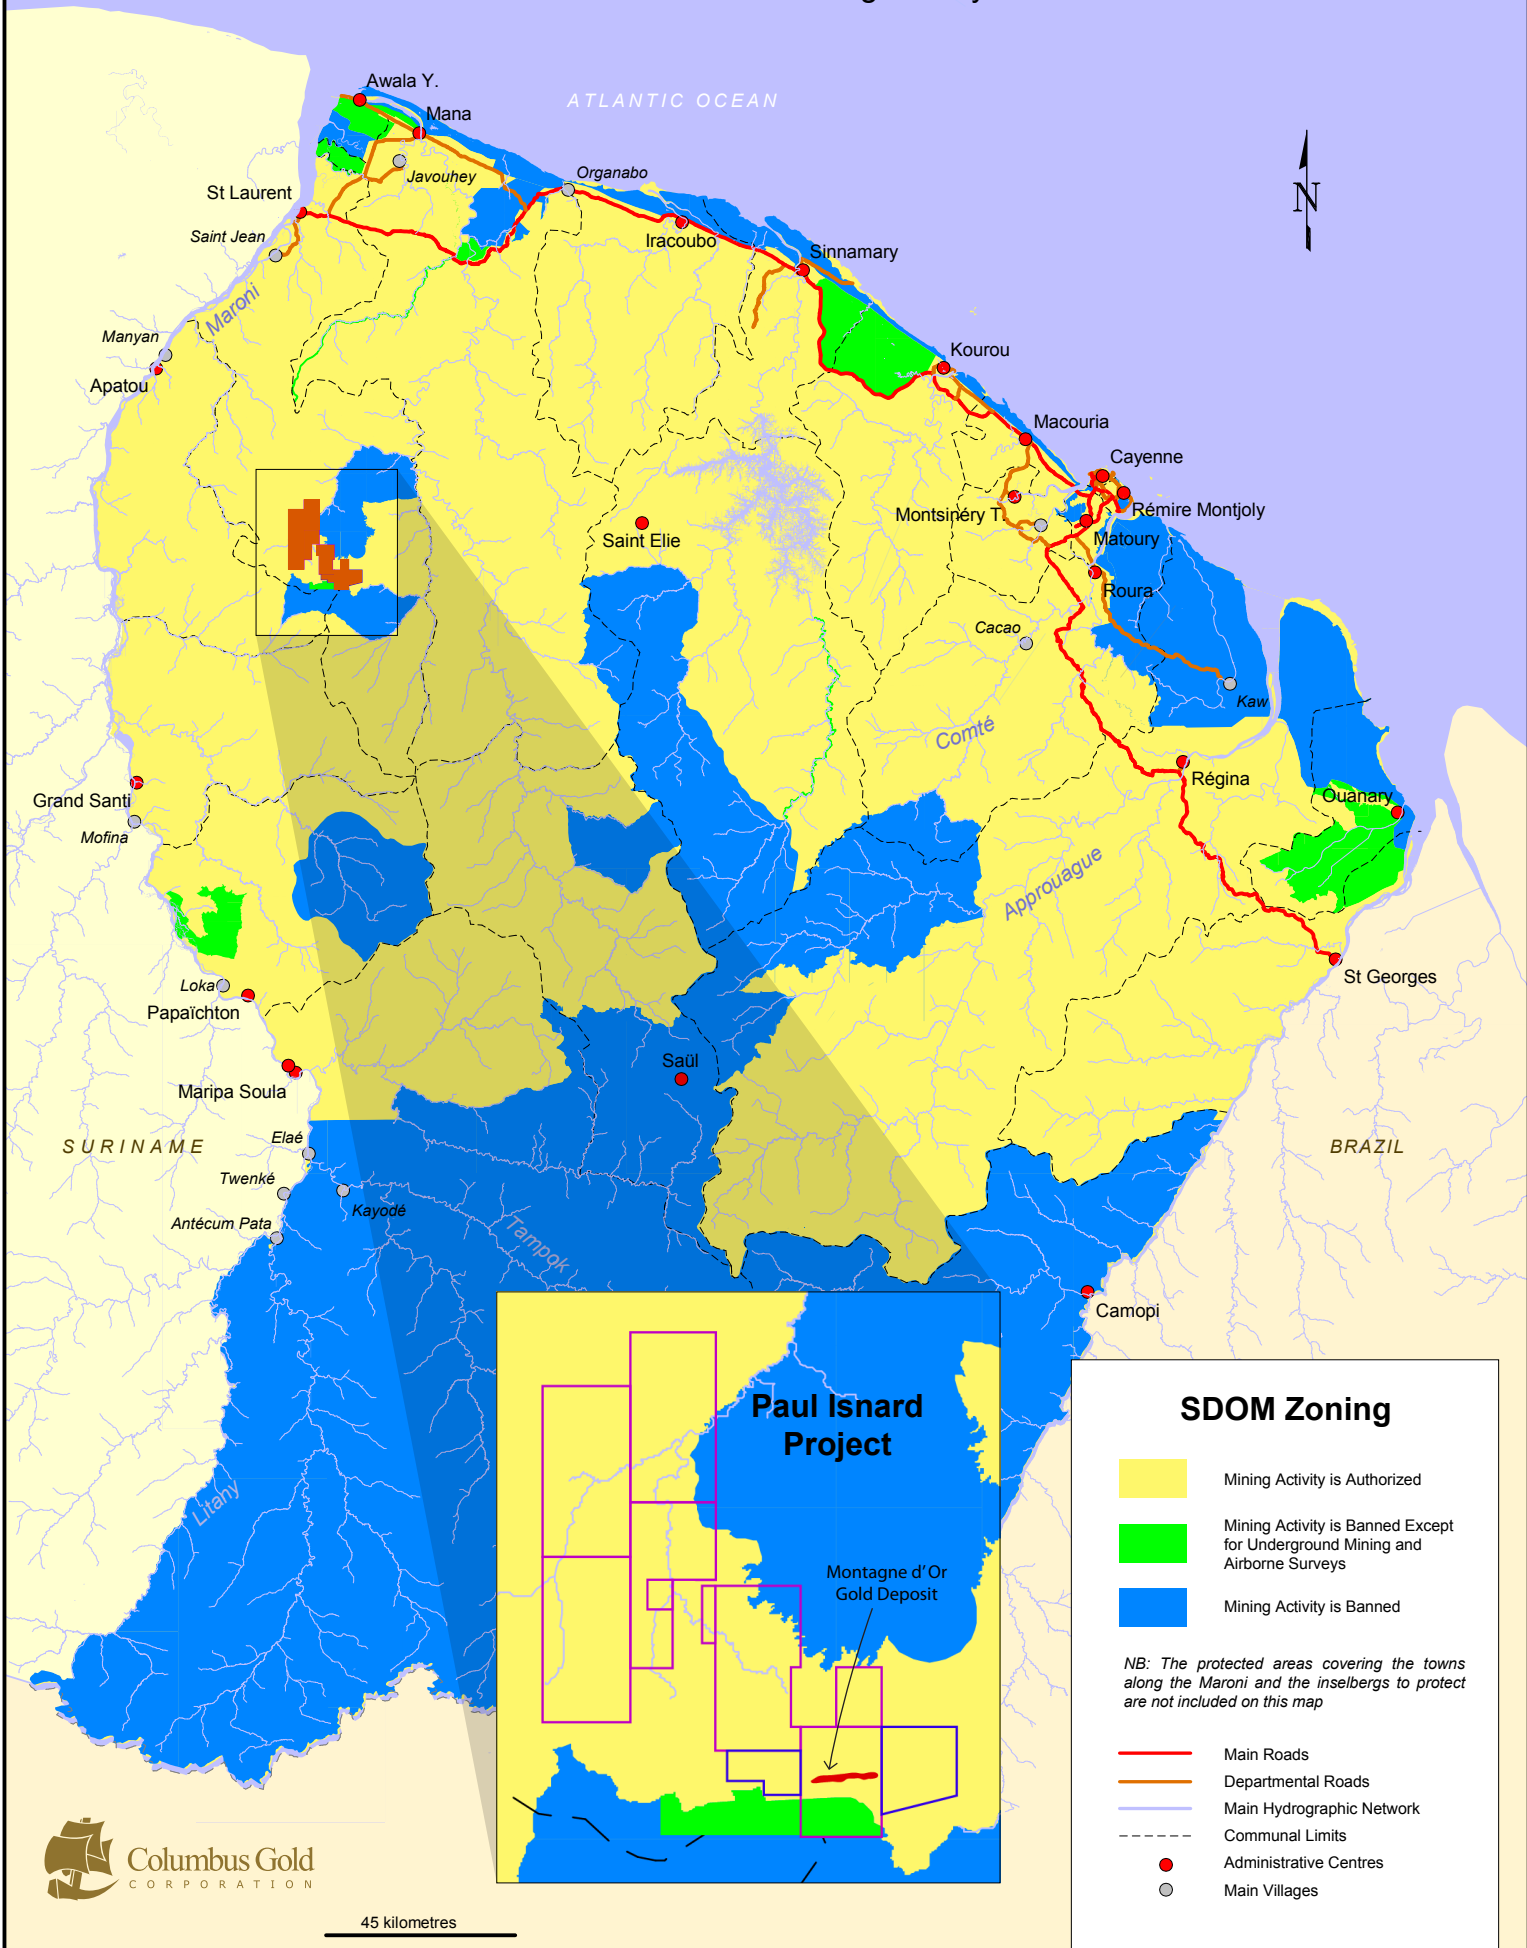 Awala Y.
ATLANTIC OCEAN
Mana
Javouhey
Organabo
St Laurent
N
Saint Jean
Iracoubo
Sinnamary
Maroni
Manyan
Kourou
Apatou
Macouria
Cayenne
Montsinéry T.
Rémire Montjoly
Saint Elie
Matoury
Roura
Cacao
Kaw
Comté
Régina
Grand Santi
Ouanary
Mofina
Approuague
St Georges
Loka
Papaïchton
Saül
Maripa Soula
SURINAME
Elaé
BRAZIL
Twenké
Kayodé
Antécum Pata
Tampok
Camopi
Litany
Paul Isnard
Project
Montagne d'Or
Gold Deposit
SDOM Zoning
Mining Activity is Authorized
Mining Activity is Banned Except
for Underground Mining and
Airborne Surveys
Mining Activity is Banned
NB: The protected areas covering the towns
along the Maroni and the inselbergs to protect
are not included on this map
Main Roads
Departmental Roads
Main Hydrographic Network
Communal Limits
Administrative Centres
Main Villages
Columbus Gold
CORPORATION
45 kilometres